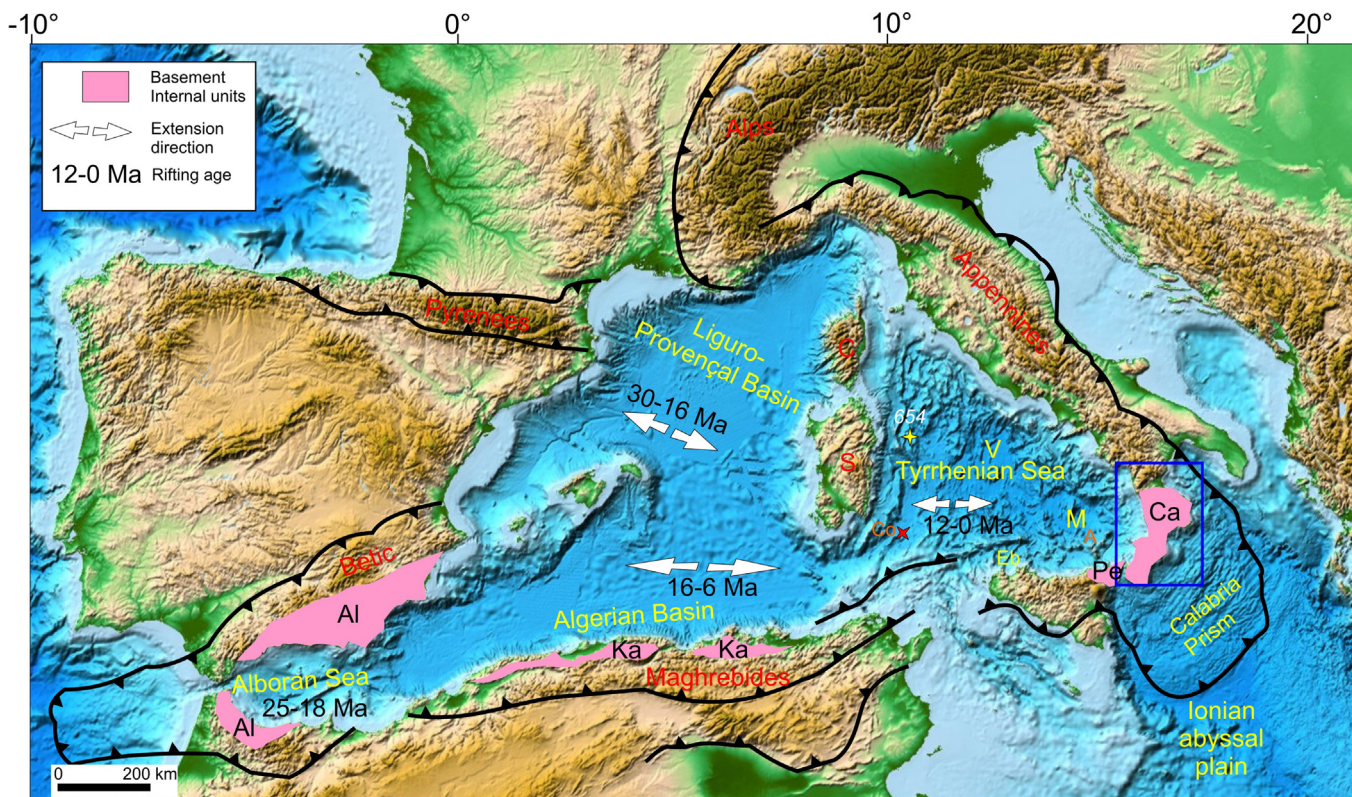 -10°
0°
10°
20°
Basement
Internal units
Extension
direction
12-0 Ma
Rifting age
Alps
Pyrenees
Appennines
Liguro-
Provençal Basin
30-16 Ma
C
654
S
V
Tyrrhenian Sea
12-0 Ma
Co
M
A
Ca
Eb
Pe
Betic
Al
16-6 Ma
Algerian Basin
Calabria
Prism
Ka
Ka
Maghrebides
Alborán Sea
25-18 Ma
Al
Ionian
abyssal
plain
0
200 km